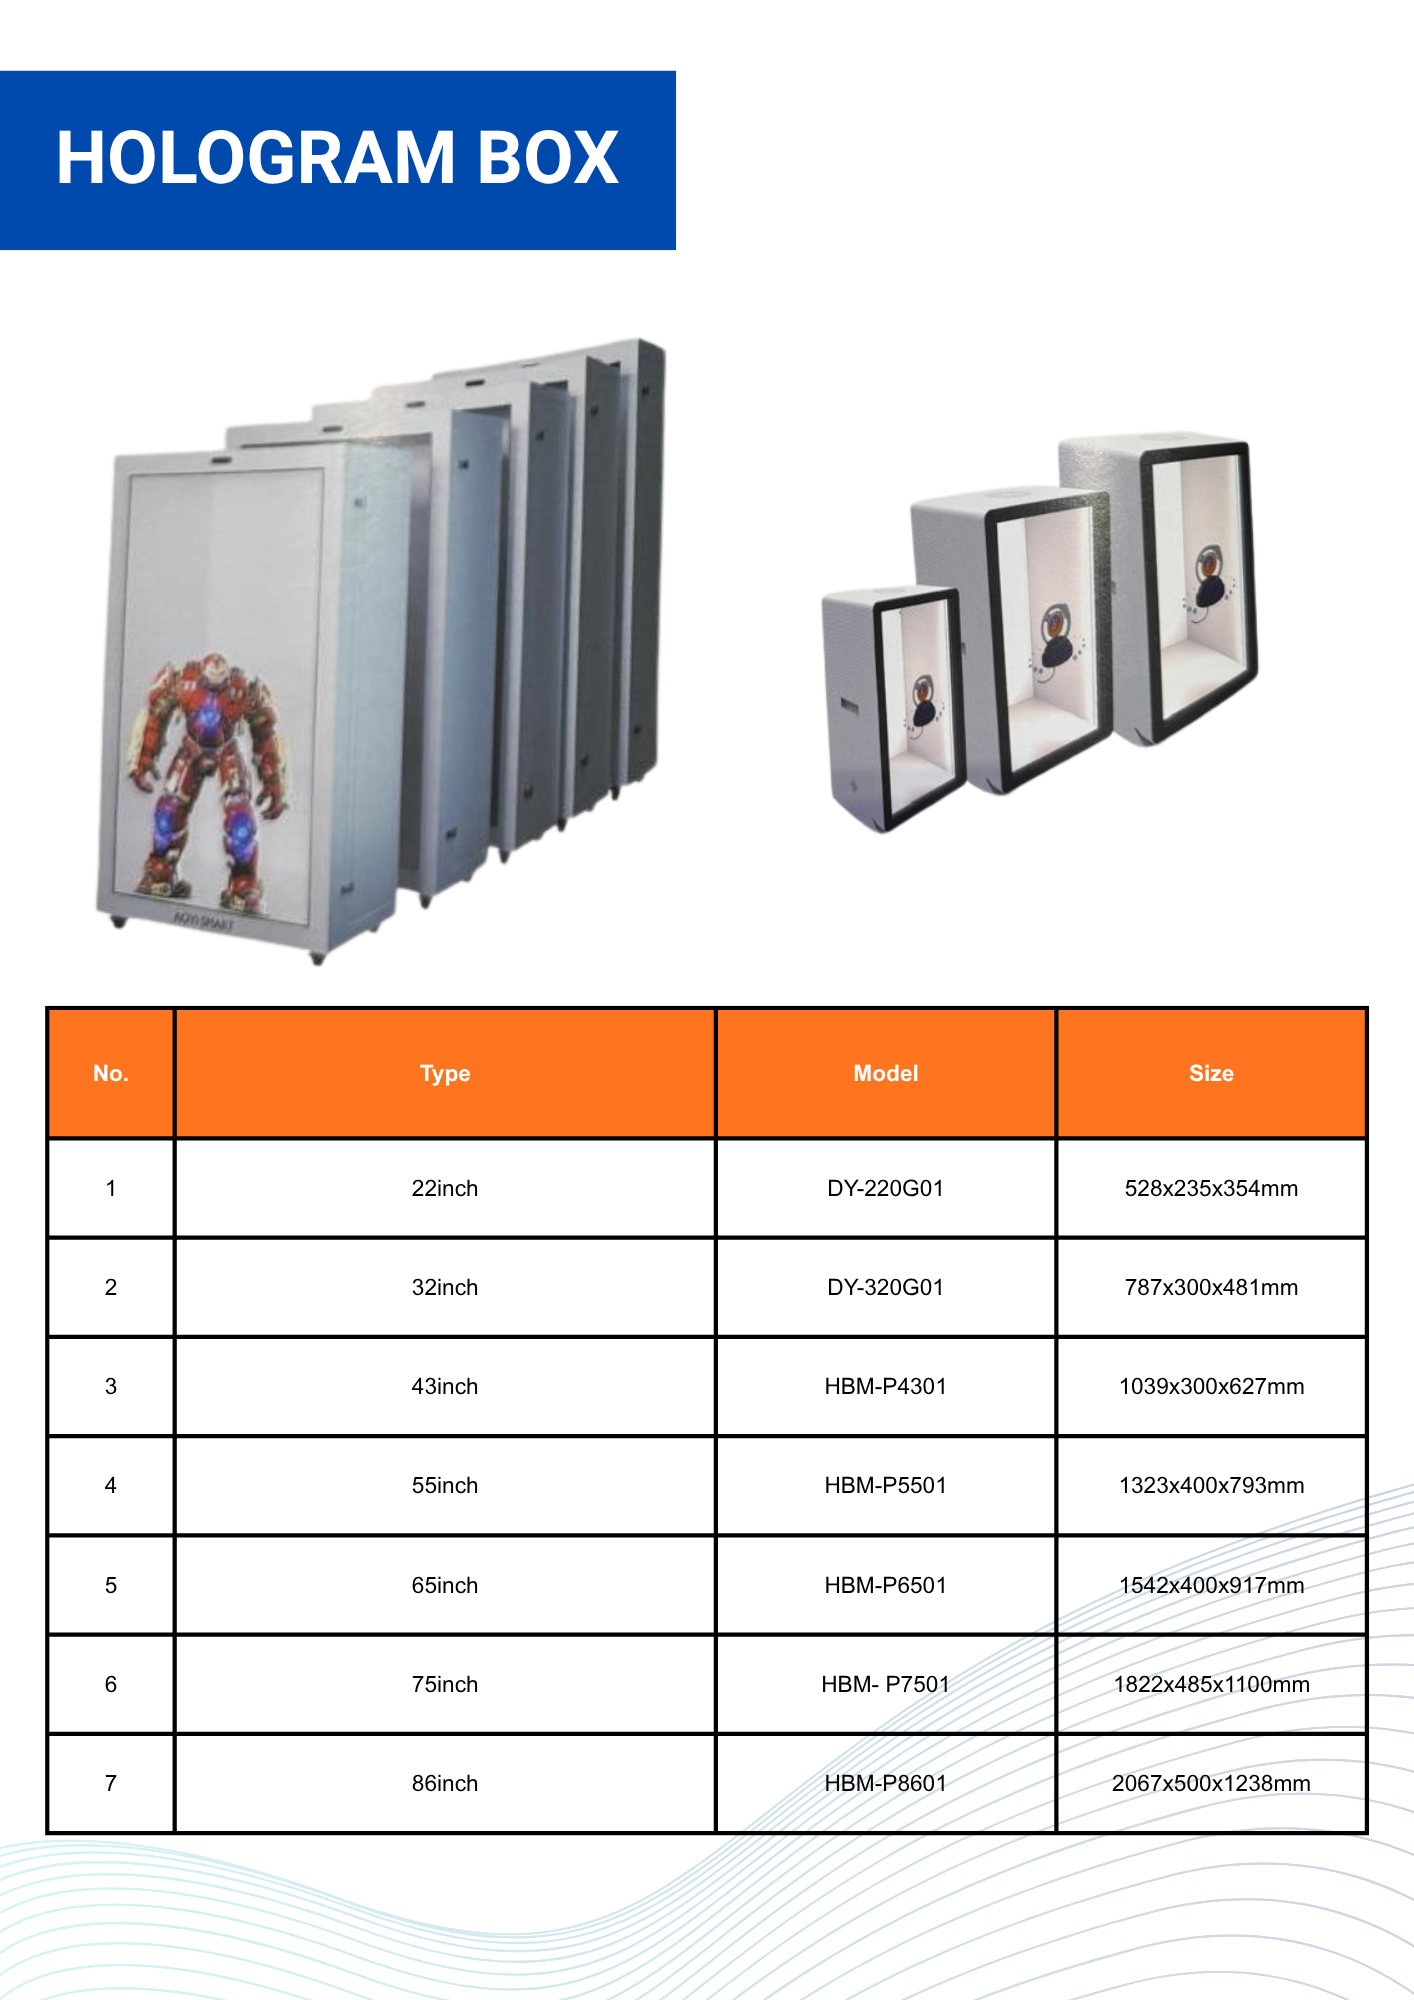 HOLOGRAM BOX
AOYI SMART
No. Type Model Size
1 22inch DY-220G01 528x235x354mm
2 32inch DY-320G01 787x300x481mm
3 43inch HBM-P4301 1039x300x627mm
4 55inch HBM-P5501 1323x400x793mm
5 65inch HBM-P6501 1542x400x917mm
6 75inch HBM- P7501 1822x485x1100mm
7 86inch HBM-P8601 2067x500x1238mm